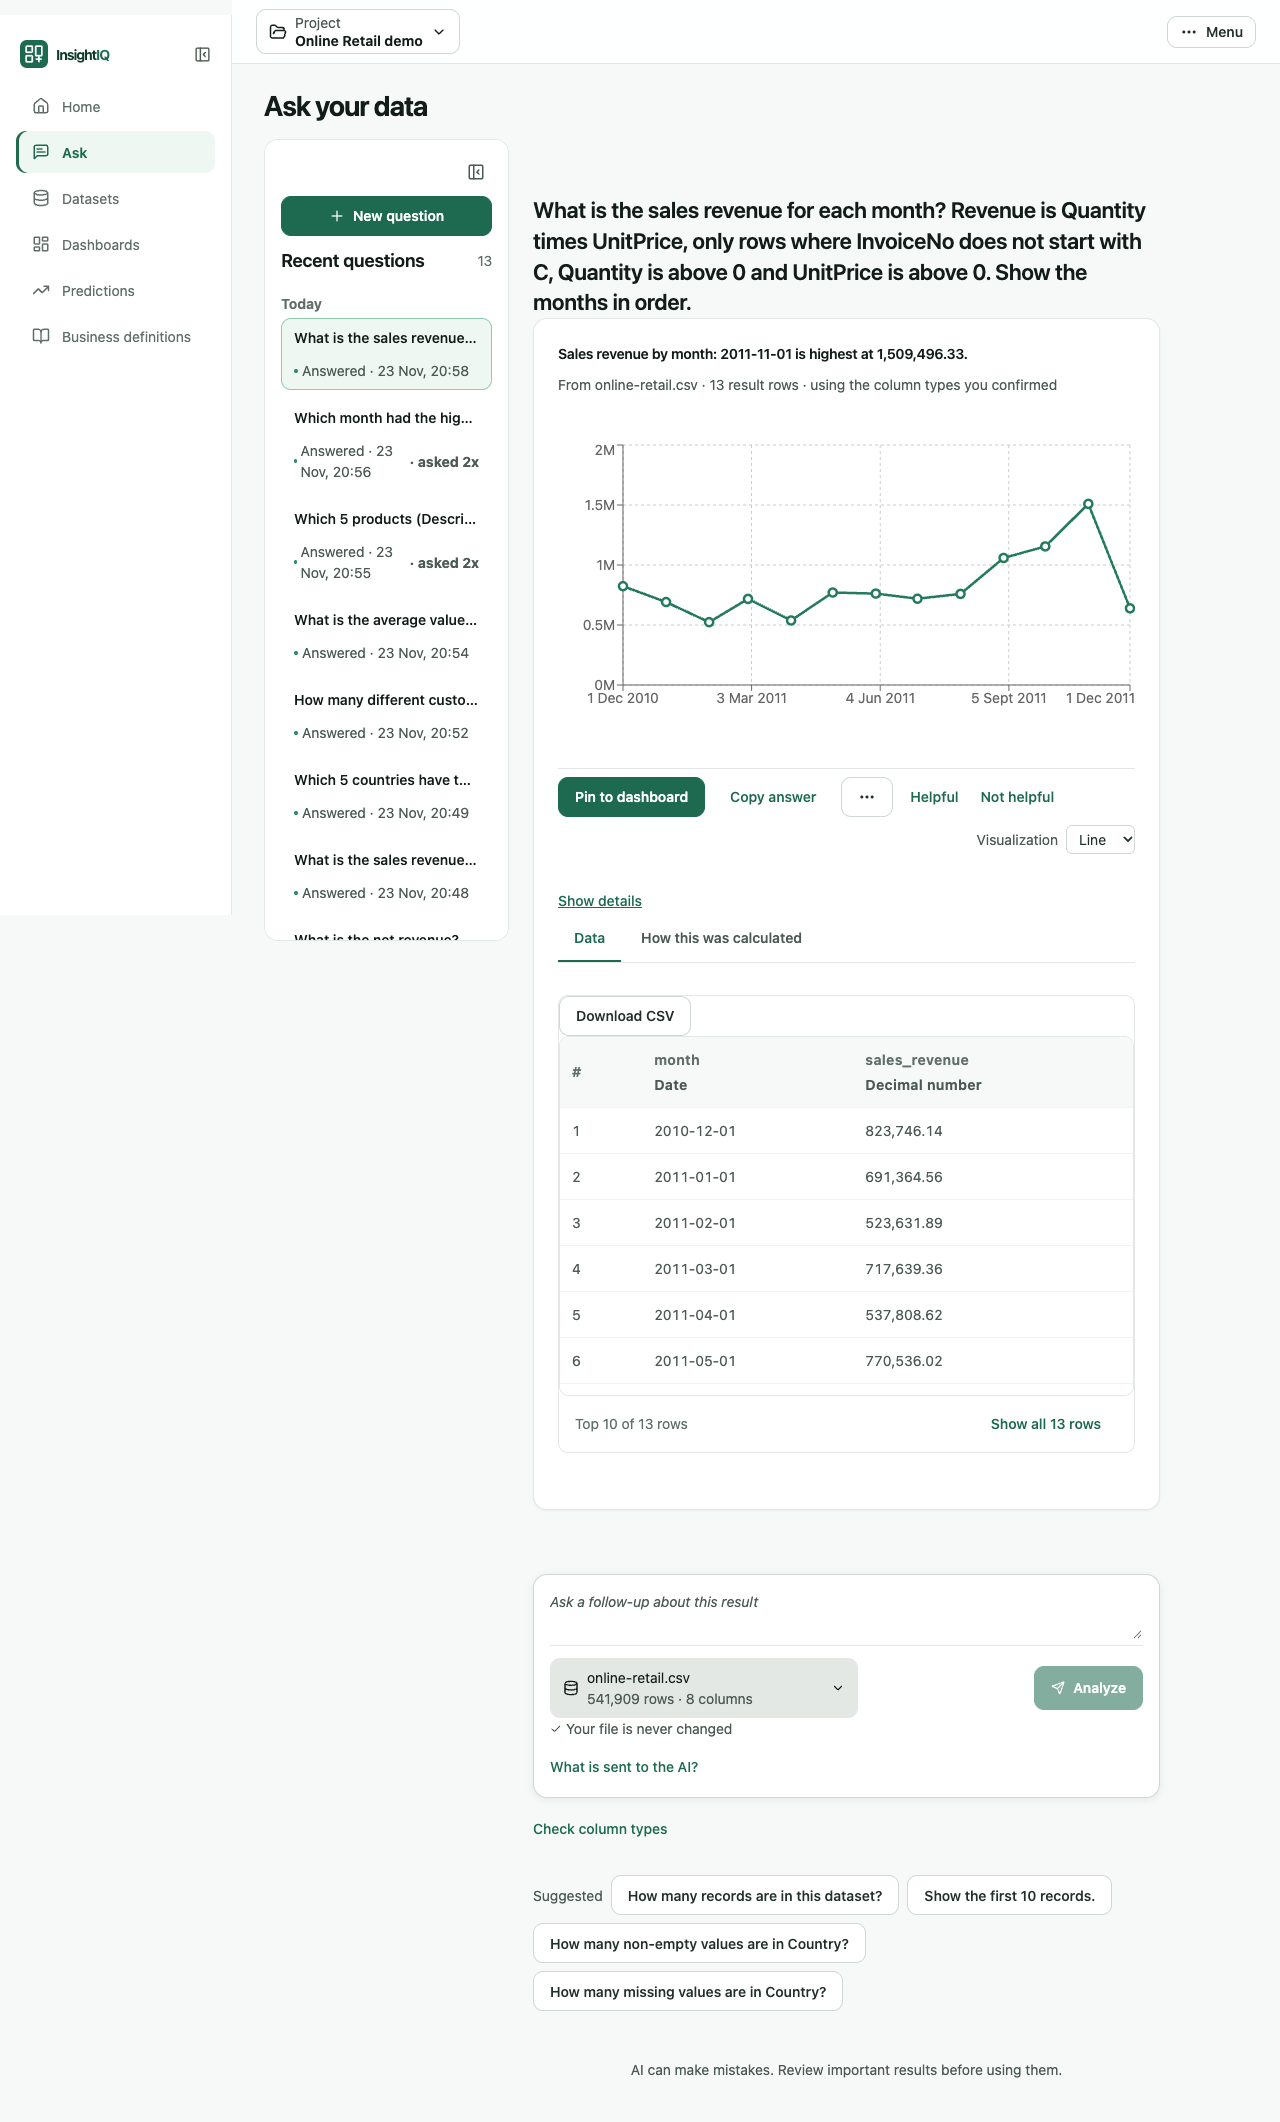 Project
Online Retail demo
Menu
InsightIQ
Home
Ask
Datasets
Dashboards
Predictions
Business definitions
Ask your data
New question
Recent questions 13
Today
What is the sales revenue...
Answered · 23 Nov, 20:58
Which month had the hig...
Answered · 23
Nov, 20:56
· asked 2x
Which 5 products (Descri...
Answered · 23
Nov, 20:55
· asked 2x
What is the average value...
Answered · 23 Nov, 20:54
How many different custo...
Answered · 23 Nov, 20:52
Which 5 countries have t...
Answered · 23 Nov, 20:49
What is the sales revenue...
Answered · 23 Nov, 20:48
What is the net revenue?
What is the sales revenue for each month? Revenue is Quantity
times UnitPrice, only rows where InvoiceNo does not start with
C, Quantity is above 0 and UnitPrice is above 0. Show the
months in order.
Sales revenue by month: 2011-11-01 is highest at 1,509,496.33.
From online-retail.csv · 13 result rows · using the column types you confirmed
2M
1.5M
1M
0.5M
0M
1 Dec 2010 3 Mar 2011 4 Jun 2011 5 Sept 2011 1 Dec 2011
Pin to dashboard Copy answer ... Helpful Not helpful
Visualization Line
Show details
Data How this was calculated
Download CSV
# month sales_revenue
Date Decimal number
1 2010-12-01 823,746.14
2 2011-01-01 691,364.56
3 2011-02-01 523,631.89
4 2011-03-01 717,639.36
5 2011-04-01 537,808.62
6 2011-05-01 770,536.02
Top 10 of 13 rows Show all 13 rows
Ask a follow-up about this result
online-retail.csv
541,909 rows · 8 columns
Analyze
✓ Your file is never changed
What is sent to the AI?
Check column types
Suggested How many records are in this dataset? Show the first 10 records.
How many non-empty values are in Country?
How many missing values are in Country?
AI can make mistakes. Review important results before using them.